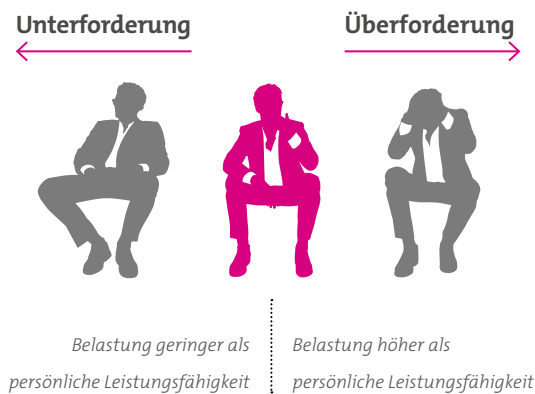 Unterforderung
Überforderung
Belastung geringer als
persönliche Leistungsfähigkeit
Belastung höher als
persönliche Leistungsfähigkeit